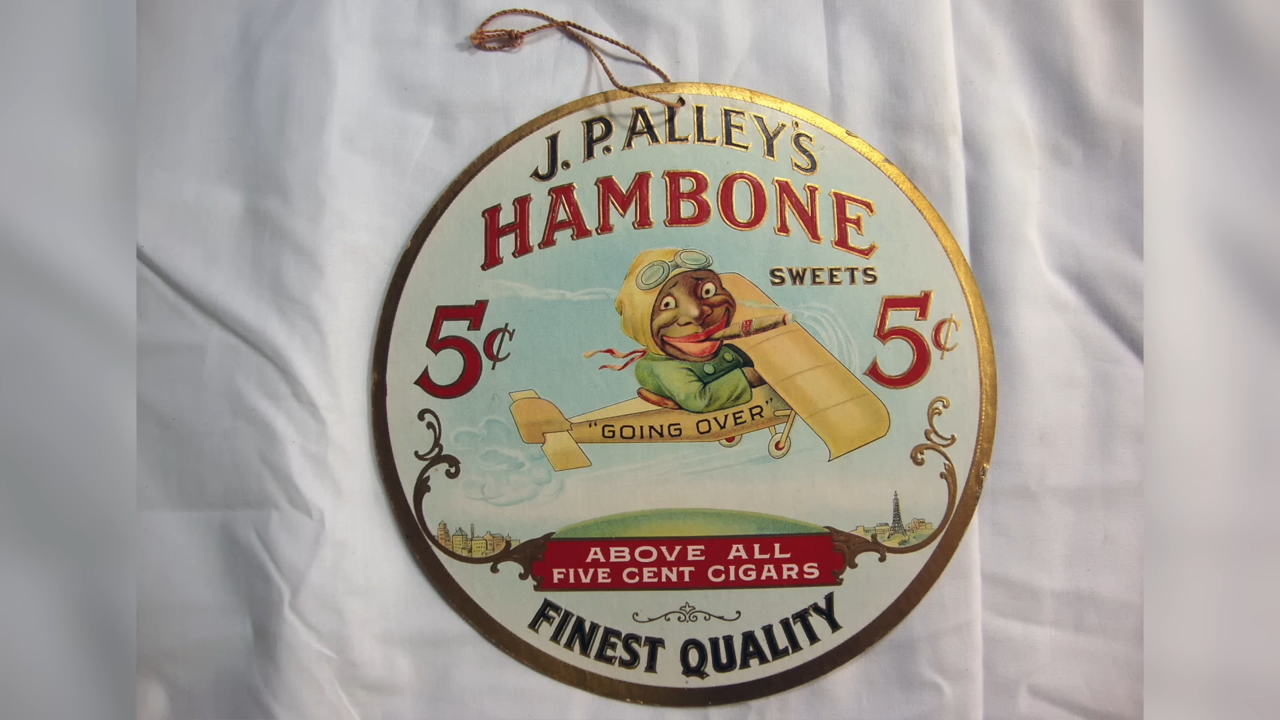 J. P. ALLEY'S
HAMBONE
SWEETS
5¢
5¢
"GOING OVER"
ABOVE ALL
FIVE CENT CIGARS
FINEST QUALITY